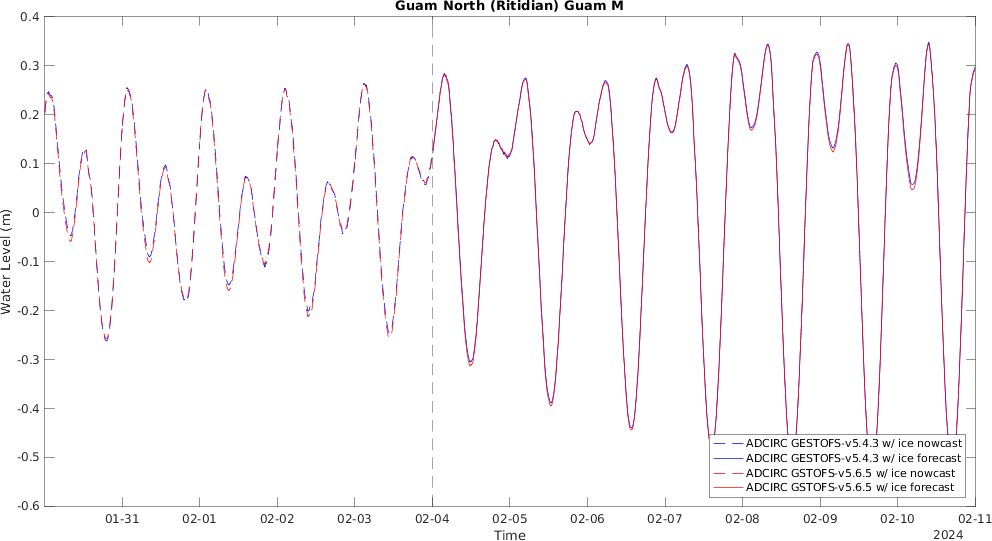 Guam North (Ritidian) Guam M
0.4
0.3
0.2
0.1
0
-0.1
-0.2
-0.3
-0.4
-0.5
-0.6
Water Level (m)
ADCIRC GESTOFS-v5.4.3 w/ ice nowcast
ADCIRC GESTOFS-v5.4.3 w/ ice forecast
ADCIRC GSTOFS-v5.6.5 w/ ice nowcast
ADCIRC GSTOFS-v5.6.5 w/ ice forecast
01-31 02-01 02-02 02-03 02-04 02-05 02-06 02-07 02-08 02-09 02-10 02-11
Time
2024